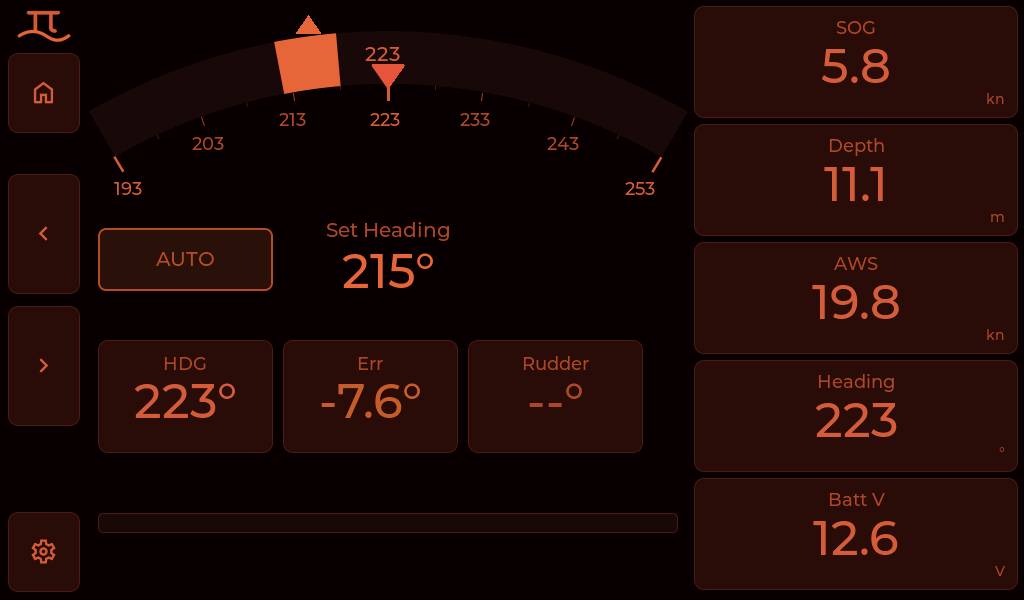 223
193
203
213
223
233
243
253
AUTO
Set Heading
215°
HDG
223°
Err
-7.6°
Rudder
--°
SOG
5.8
kn
Depth
11.1
m
AWS
19.8
kn
Heading
223
°
Batt V
12.6
V